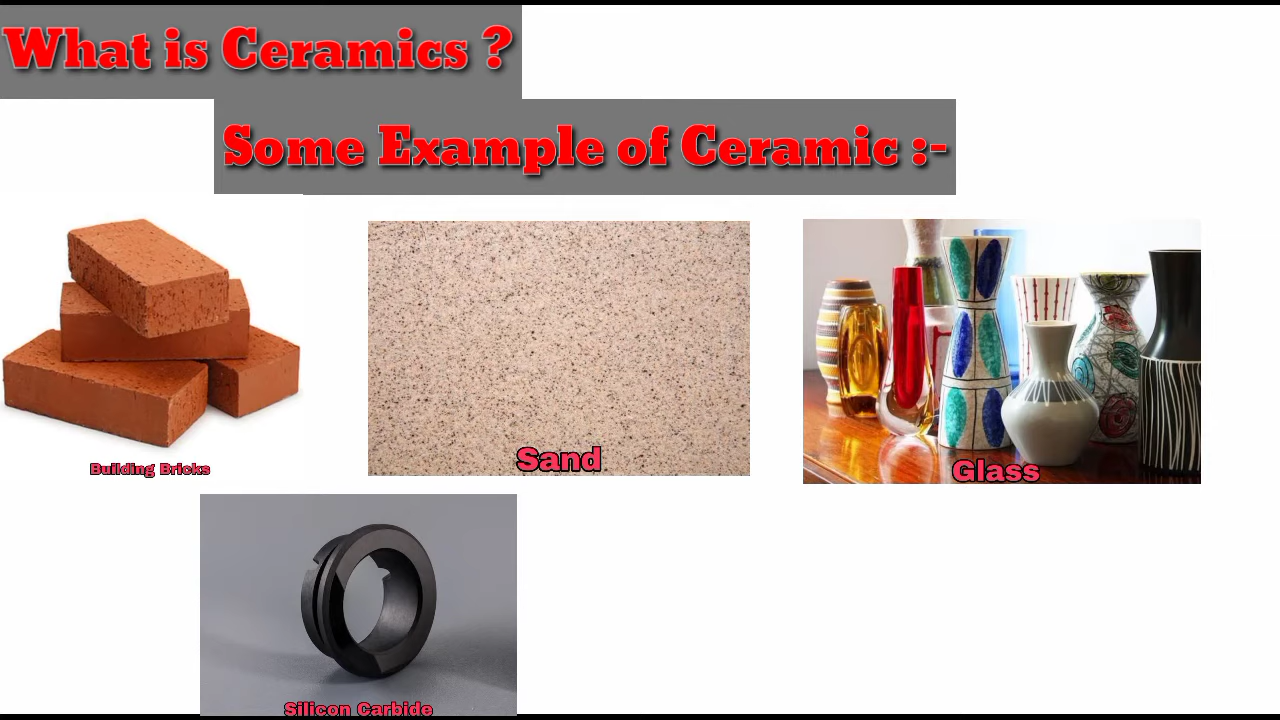 What is Ceramics ?
Some Example of Ceramic :-
Building Bricks
Sand
Glass
Silicon Carbide